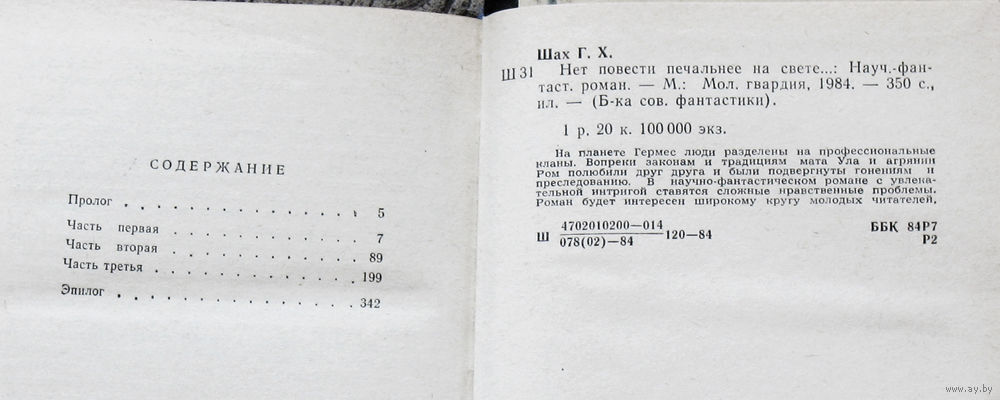 СОДЕРЖАНИЕ
Пролог . . . . . . . . . . . . . 5
Часть первая . . . . . . . . . . . 7
Часть вторая . . . . . . . . . . . 89
Часть третья . . . . . . . . . . . 199
Эпилог . . . . . . . . . . . . . 342
Шах Г. Х.
Ш 31 Нет повести печальнее на свете...: Науч.-фан-
таст. роман. — М.: Мол. гвардия, 1984. — 350 с.,
ил. — (Б-ка сов. фантастики).
1 р. 20 к. 100 000 экз.
На планете Гермес люди разделены на профессиональные
кланы. Вопреки законам и традициям мата Ула и агрянин
Ром полюбили друг друга и были подвергнуты гонениям и
преследованию. В научно-фантастическом романе с увлека-
тельной интригой ставятся сложные нравственные проблемы.
Роман будет интересен широкому кругу молодых читателей,
Ш 4702010200—014
078(02)—84 120—84
ББК 84Р7
Р2
www.ay.by